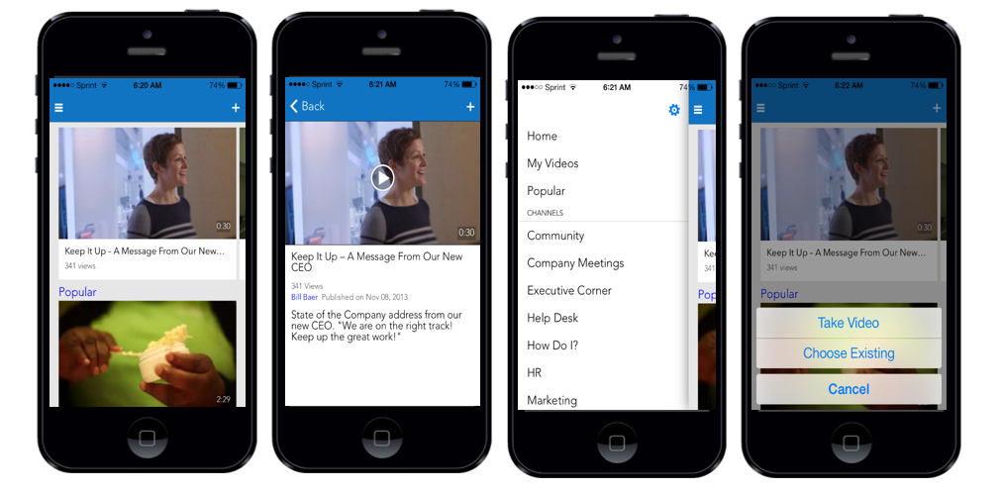 Sprint 6:20 AM 74%
+
0:30
Keep It Up - A Message From Our New...
341 views
Popular
2:29
Sprint 6:21 AM 74%
Back +
0:30
Keep It Up – A Message From Our New
CEO
341 Views
Bill Baer Published on Nov 08, 2013
State of the Company address from our
new CEO. "We are on the right track!
Keep up the great work!"
Sprint 6:21 AM 74
Home
My Videos
Popular
CHANNELS
Community
Company Meetings
Executive Corner
Help Desk
How Do I?
HR
Marketing
Ke
341
Pop
Sprint 6:22 AM 74%
+
0:30
Keep It Up - A Message From Our New...
341 views
Popular
Take Video
Choose Existing
Cancel